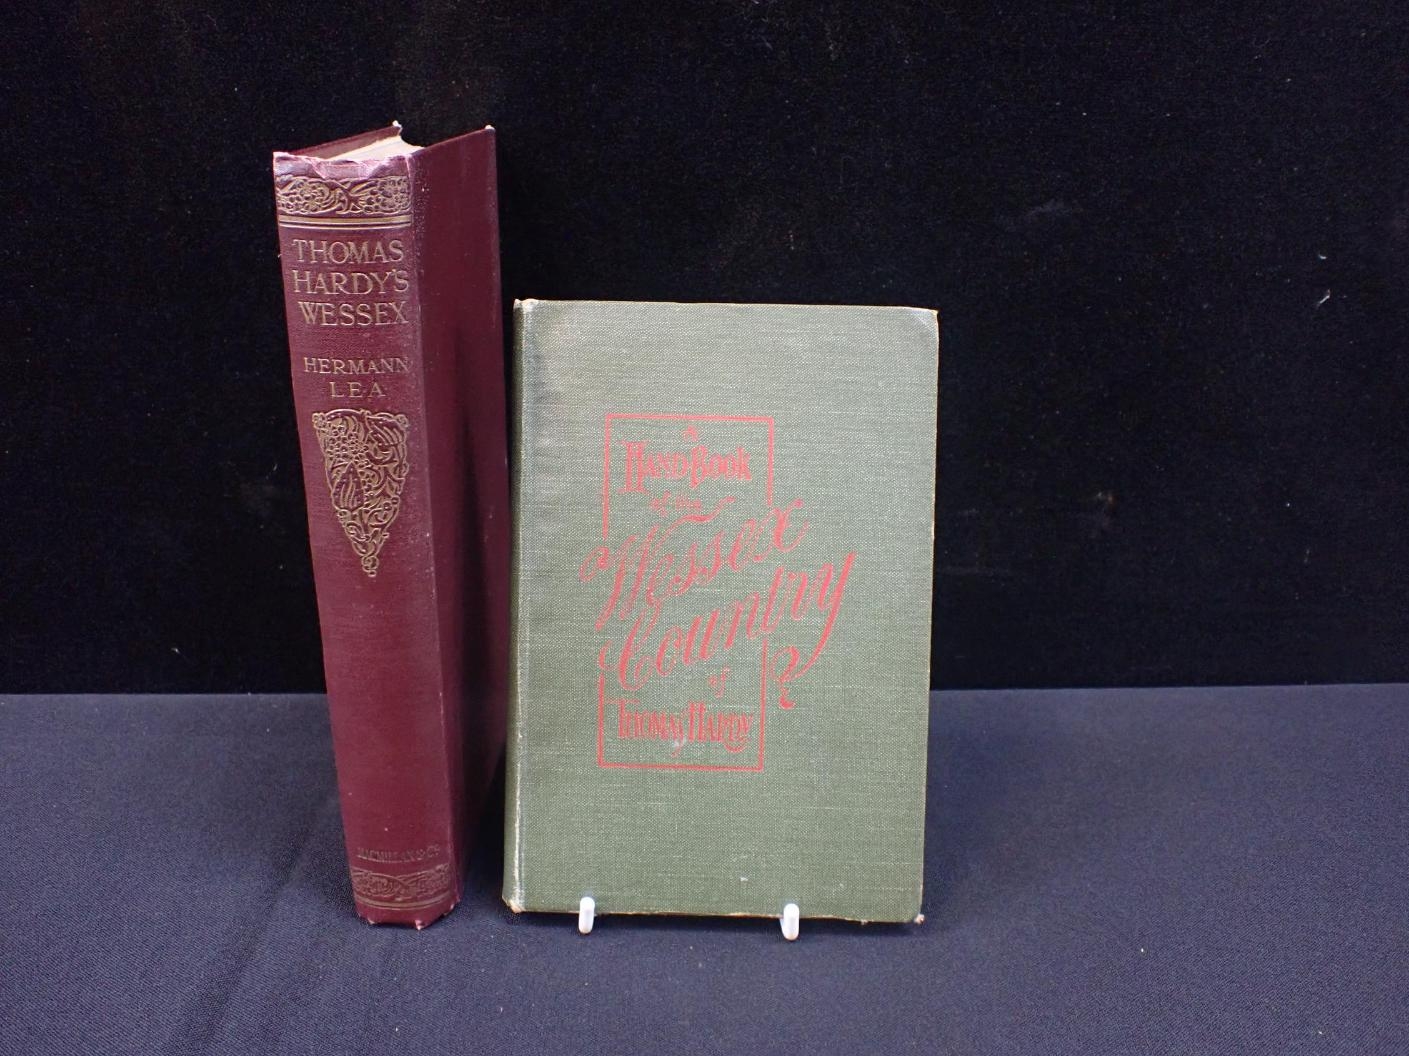 THOMAS
HARDY'S
WESSEX
HERMANN
LEA
MACMILLAN & Co.
A
HAND-BOOK
of the
Wessex
Country
of
THOMAS HARDY